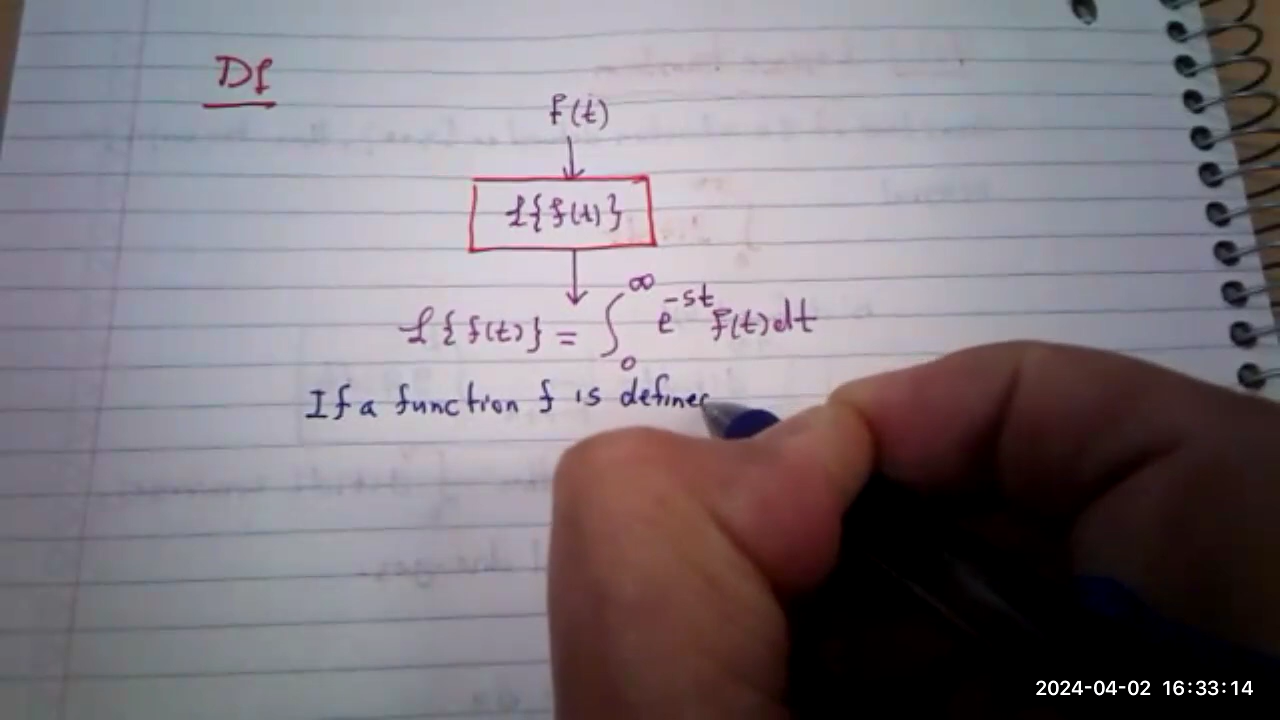 Df
f(t)
L{f(t)}
L{f(t)} = ∫₀^∞ e^-st f(t)dt
If a function f is define
2024-04-02 16:33:14